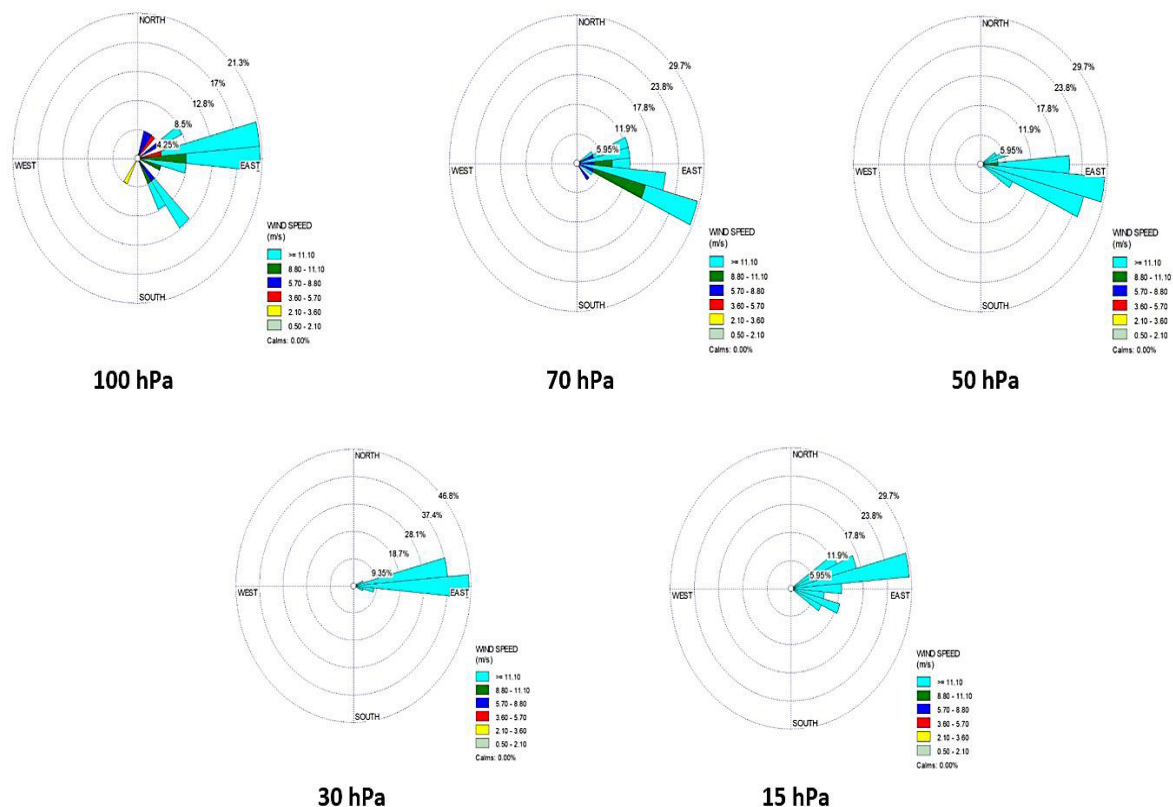 NORTH
21.3%
17%
12.8%
8.5%
4.25%
WEST
EAST
SOUTH
WIND SPEED
(m/s)
>= 11.10
8.80 - 11.10
5.70 - 8.80
3.60 - 5.70
2.10 - 3.60
0.50 - 2.10
Calms: 0.00%
100 hPa
NORTH
29.7%
23.8%
17.8%
11.9%
5.95%
WEST
EAST
SOUTH
WIND SPEED
(m/s)
>= 11.10
8.80 - 11.10
5.70 - 8.80
3.60 - 5.70
2.10 - 3.60
0.50 - 2.10
Calms: 0.00%
70 hPa
NORTH
29.7%
23.8%
17.8%
11.9%
5.95%
WEST
EAST
SOUTH
WIND SPEED
(m/s)
>= 11.10
8.80 - 11.10
5.70 - 8.80
3.60 - 5.70
2.10 - 3.60
0.50 - 2.10
Calms: 0.00%
50 hPa
NORTH
46.8%
37.4%
28.1%
18.7%
9.35%
WEST
EAST
SOUTH
WIND SPEED
(m/s)
>= 11.10
8.80 - 11.10
5.70 - 8.80
3.60 - 5.70
2.10 - 3.60
0.50 - 2.10
Calms: 0.00%
30 hPa
NORTH
29.7%
23.8%
17.8%
11.9%
5.95%
WEST
EAST
SOUTH
WIND SPEED
(m/s)
>= 11.10
8.80 - 11.10
5.70 - 8.80
3.60 - 5.70
2.10 - 3.60
0.50 - 2.10
Calms: 0.00%
15 hPa